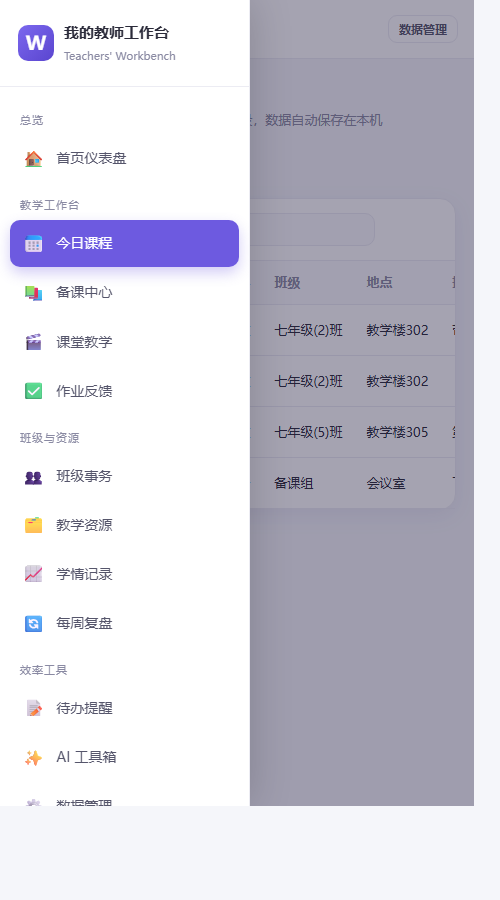 W
我的教师工作台
Teachers' Workbench
数据管理
总览
首页仪表盘
，数据自动保存在本机
教学工作台
今日课程
备课中心
班级
地点
课堂教学
七年级(2)班
教学楼302
作业反馈
七年级(2)班
教学楼302
班级与资源
七年级(5)班
教学楼305
班级事务
备课组
会议室
教学资源
学情记录
每周复盘
效率工具
待办提醒
AI 工具箱
数据管理